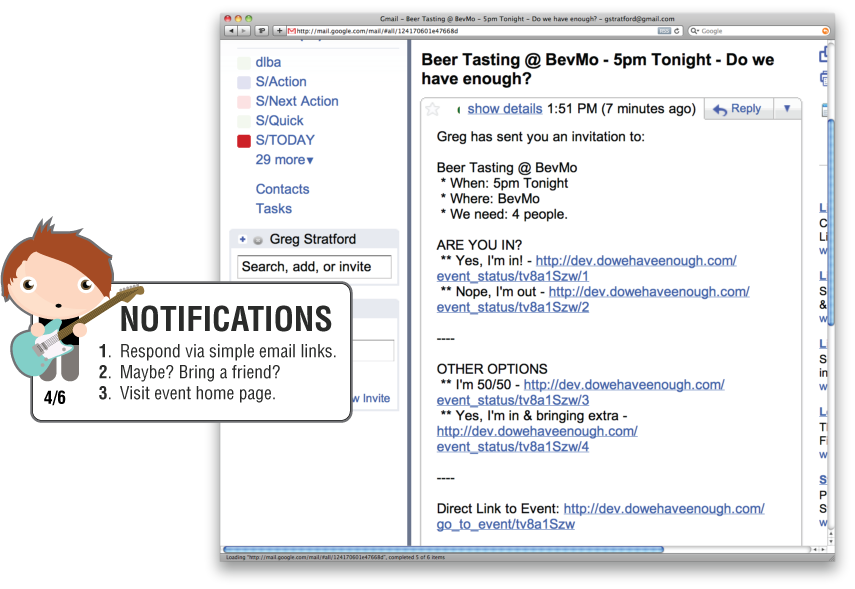 Gmail – Beer Tasting @ BevMo – 5pm Tonight – Do we have enough? – gstratford@gmail.com
http://mail.google.com/mail/#all/124170601e47668d
Google
dlba
S/Action
S/Next Action
S/Quick
S/TODAY
29 more▾
Contacts
Tasks
Greg Stratford
Search, add, or invite
w Invite
Beer Tasting @ BevMo - 5pm Tonight - Do we
have enough?
show details 1:51 PM (7 minutes ago)
Reply
Greg has sent you an invitation to:
Beer Tasting @ BevMo
* When: 5pm Tonight
* Where: BevMo
* We need: 4 people.
ARE YOU IN?
** Yes, I'm in! - http://dev.dowehaveenough.com/
event_status/tv8a1Szw/1
** Nope, I'm out - http://dev.dowehaveenough.com/
event_status/tv8a1Szw/2
----
OTHER OPTIONS
** I'm 50/50 - http://dev.dowehaveenough.com/
event_status/tv8a1Szw/3
** Yes, I'm in & bringing extra -
http://dev.dowehaveenough.com/
event_status/tv8a1Szw/4
----
Direct Link to Event: http://dev.dowehaveenough.com/
go_to_event/tv8a1Szw
NOTIFICATIONS
1. Respond via simple email links.
2. Maybe? Bring a friend?
3. Visit event home page.
4/6
Loading "http://mail.google.com/mail/#all/124170601e47668d", completed 5 of 6 items